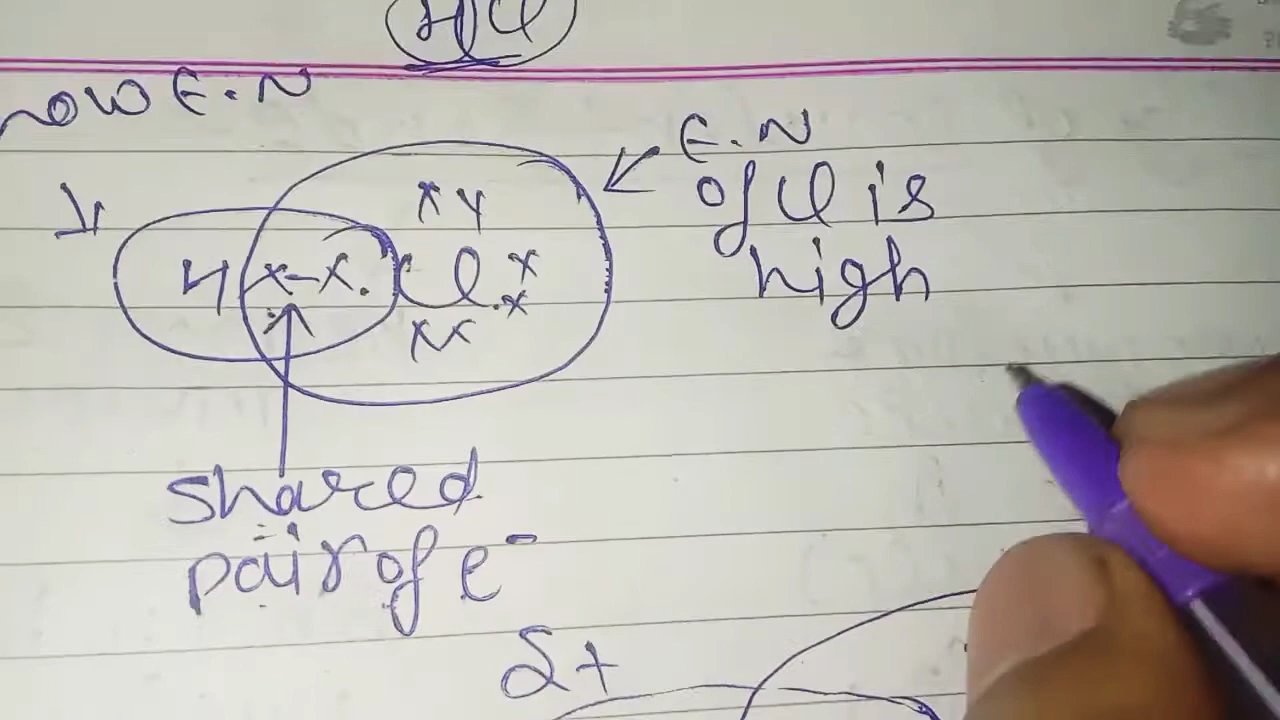 HCl
now E.N
E.N
of Cl is
high
x x
H x-x Cl x
x
x x
shared
pair of e⁻
δ+